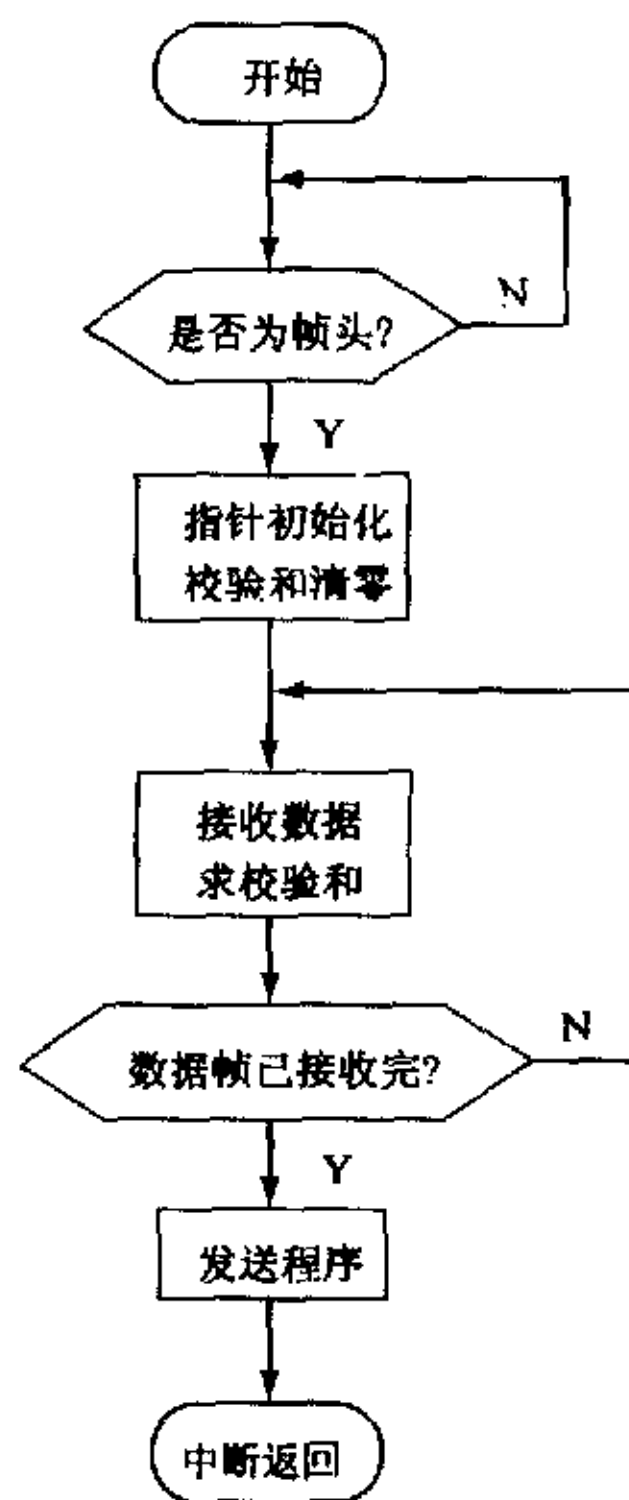 开始
N
是否为帧头?
Y
指针初始化
校验和清零
接收数据
求校验和
N
数据帧已接收完?
Y
发送程序
中断返回